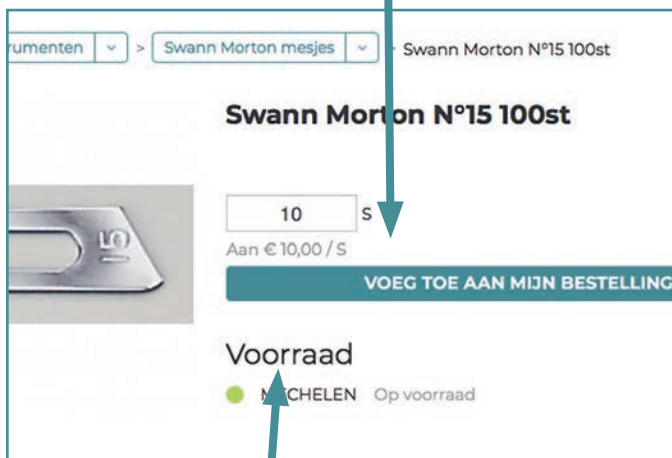 rumenten > Swann Morton mesjes > Swann Morton N°15 100st
Swann Morton N°15 100st
15
10 S
Aan € 10,00 / S
VOEG TOE AAN MIJN BESTELLING
Voorraad
MECHELEN Op voorraad